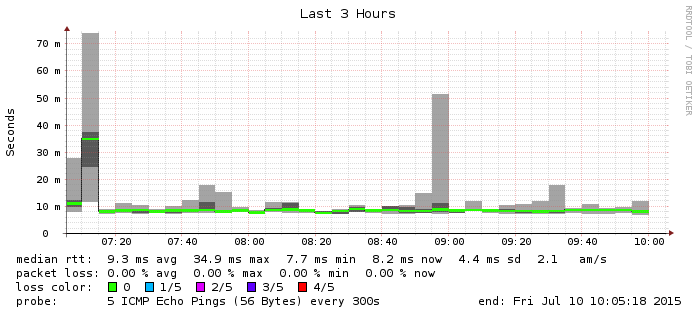 Last 3 Hours
RRDTOOL / TOBI OETIKER
Seconds
70 m
60 m
50 m
40 m
30 m
20 m
10 m
0
07:20 07:40 08:00 08:20 08:40 09:00 09:20 09:40 10:00
median rtt: 9.3 ms avg 34.9 ms max 7.7 ms min 8.2 ms now 4.4 ms sd 2.1 am/s
packet loss: 0.00 % avg 0.00 % max 0.00 % min 0.00 % now
loss color: 0 1/5 2/5 3/5 4/5
probe: 5 ICMP Echo Pings (56 Bytes) every 300s end: Fri Jul 10 10:05:18 2015